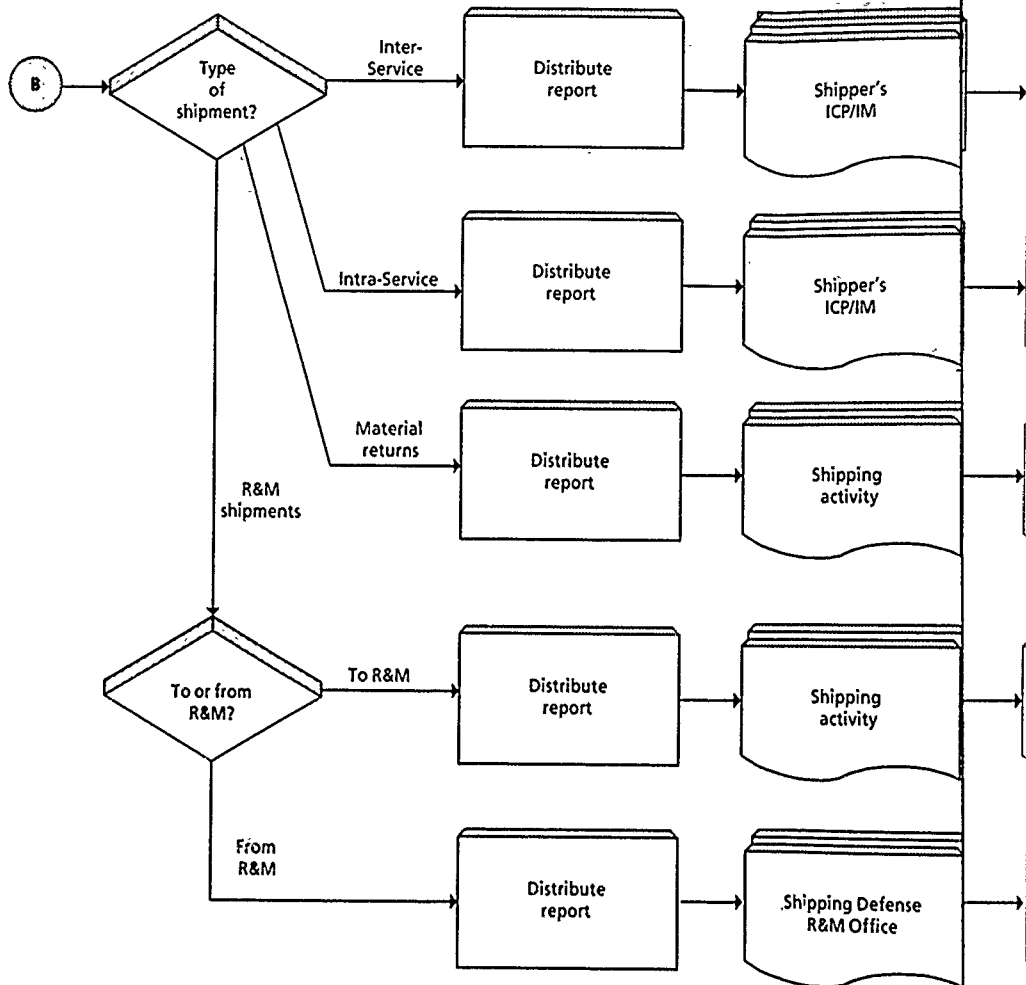 B
Type
of
shipment?
Inter-
Service
Distribute
report
Shipper's
ICP/IM
Intra-Service
Distribute
report
Shipper's
ICP/IM
Material
returns
Distribute
report
Shipping
activity
R&M
shipments
To or from
R&M?
To R&M
Distribute
report
Shipping
activity
From
R&M
Distribute
report
Shipping Defense
R&M Office